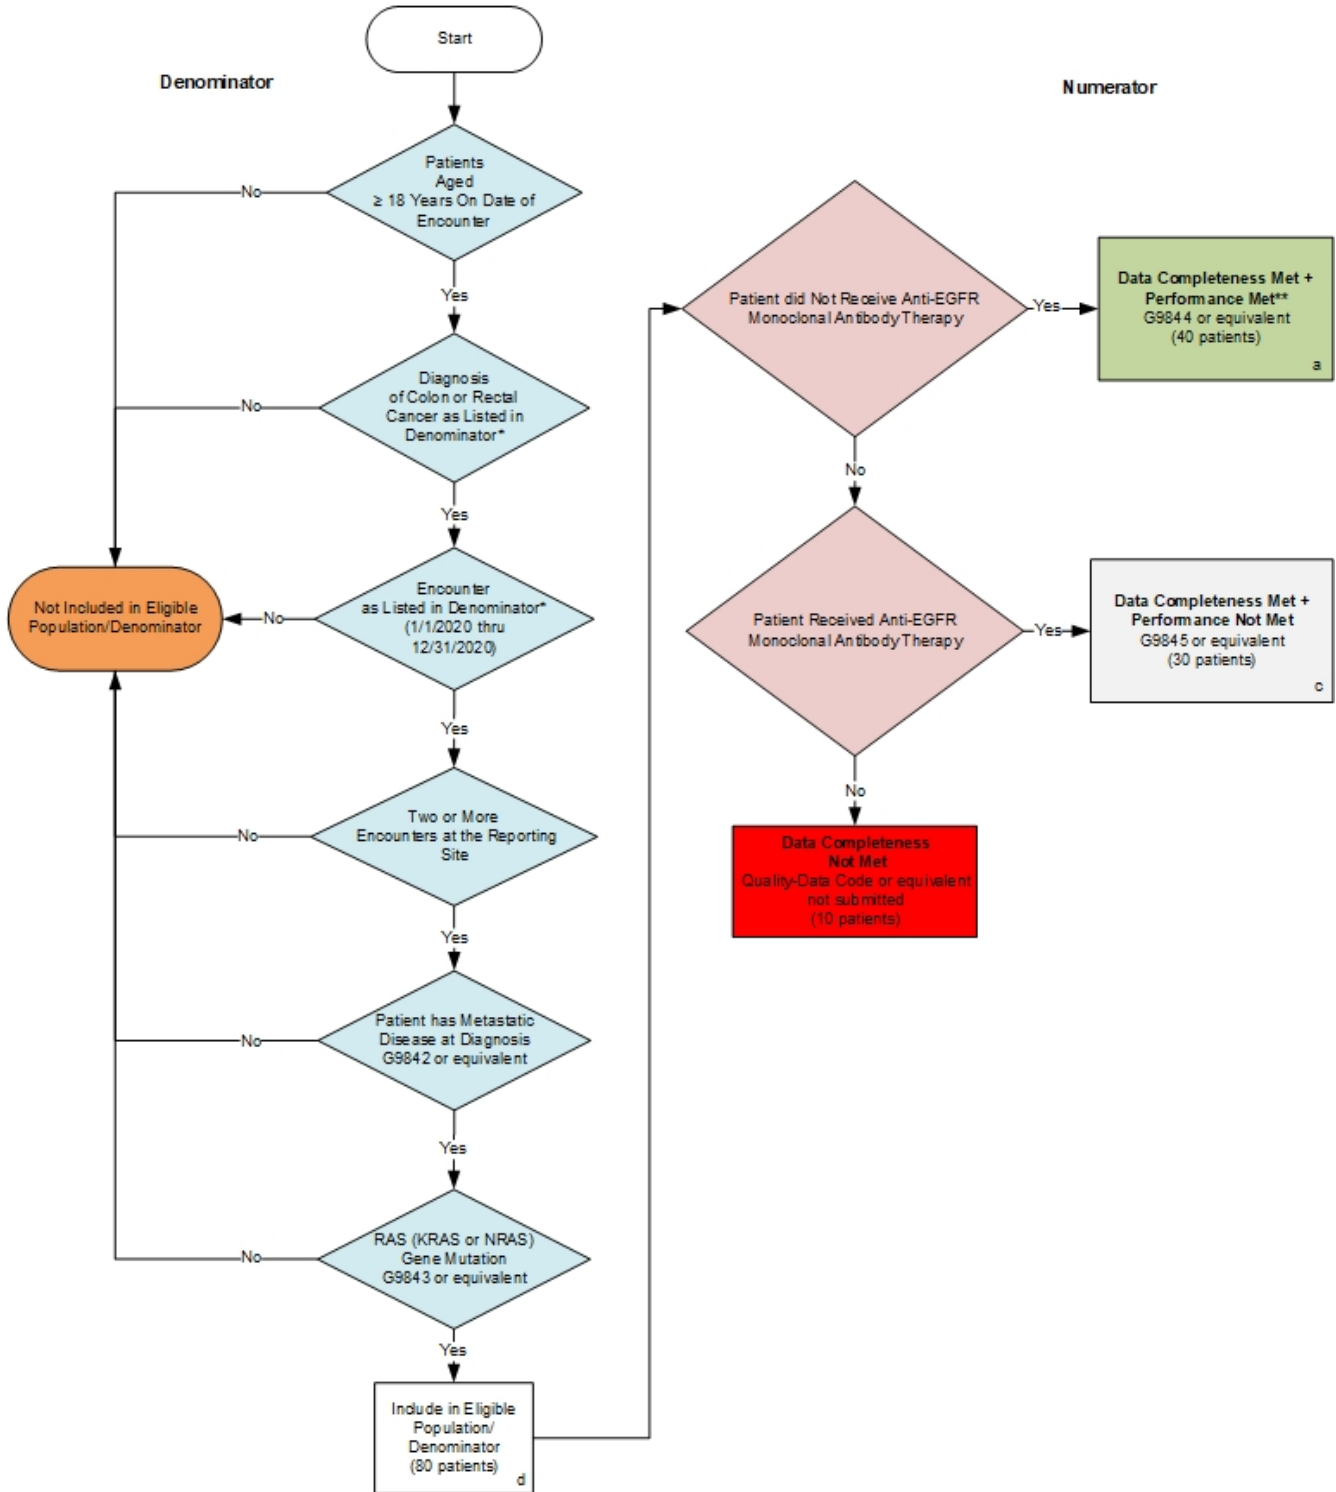 Start
Denominator
Patients
Aged
≥ 18 Years On Date of
Encounter
No
Yes
Diagnosis
of Colon or Rectal
Cancer as Listed in
Denominator*
No
Yes
Encounter
as Listed in Denominator*
(1/1/2020 thru
12/31/2020)
No
Not Included in Eligible
Population/Denominator
Yes
Two or More
Encounters at the Reporting
Site
No
Yes
Patient has Metastatic
Disease at Diagnosis
G9842 or equivalent
No
Yes
RAS (KRAS or NRAS)
Gene Mutation
G9843 or equivalent
No
Yes
Include in Eligible
Population/
Denominator
(80 patients)
d
Numerator
Patient did Not Receive Anti-EGFR
Monoclonal Antibody Therapy
Yes
Data Completeness Met +
Performance Met**
G9844 or equivalent
(40 patients)
a
No
Patient Received Anti-EGFR
Monoclonal Antibody Therapy
Yes
Data Completeness Met +
Performance Not Met
G9845 or equivalent
(30 patients)
c
No
Data Completeness
Not Met
Quality-Data Code or equivalent
not submitted
(10 patients)